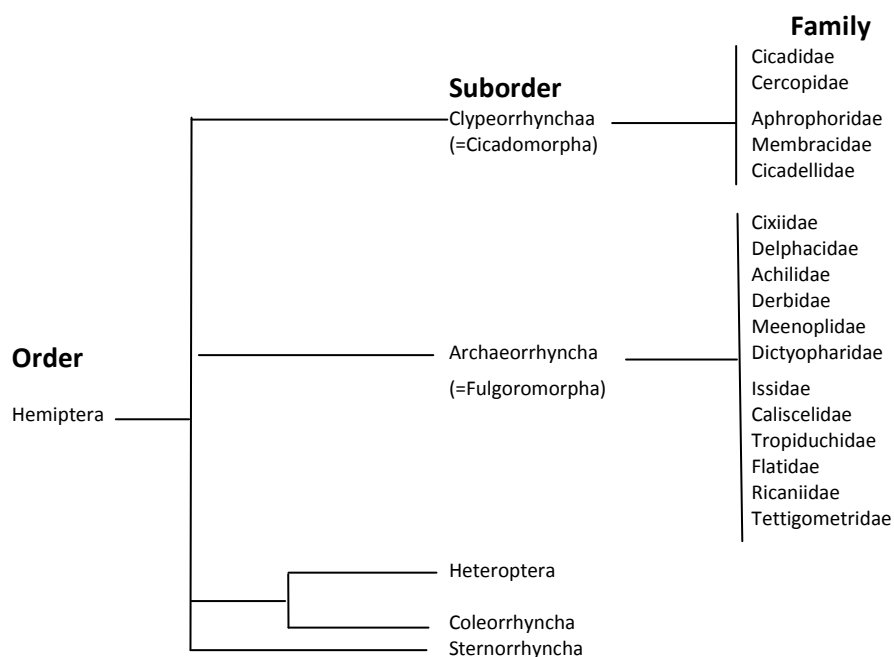 Family
Cicadidae
Suborder
Cercopidae
Clypeorrhynchaa
Aphrophoridae
(=Cicadomorpha)
Membracidae
Cicadellidae
Cixiidae
Delphacidae
Achilidae
Derbidae
Meenoplidae
Order
Archaeorrhyncha
Dictyopharidae
(=Fulgoromorpha)
Issidae
Hemiptera
Caliscelidae
Tropiduchidae
Flatidae
Ricaniidae
Tettigometridae
Heteroptera
Coleorrhyncha
Sternorrhyncha